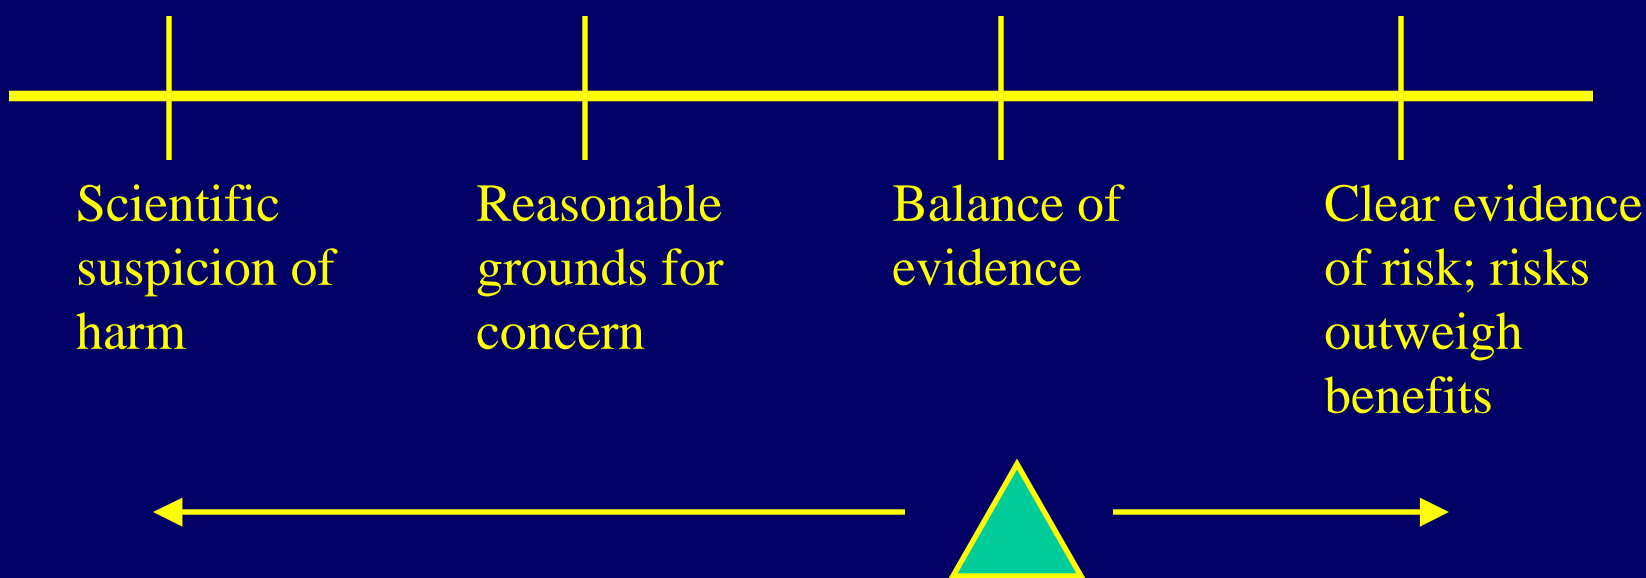 Scientific
suspicion of
harm
Reasonable
grounds for
concern
Balance of
evidence
Clear evidence
of risk; risks
outweigh
benefits